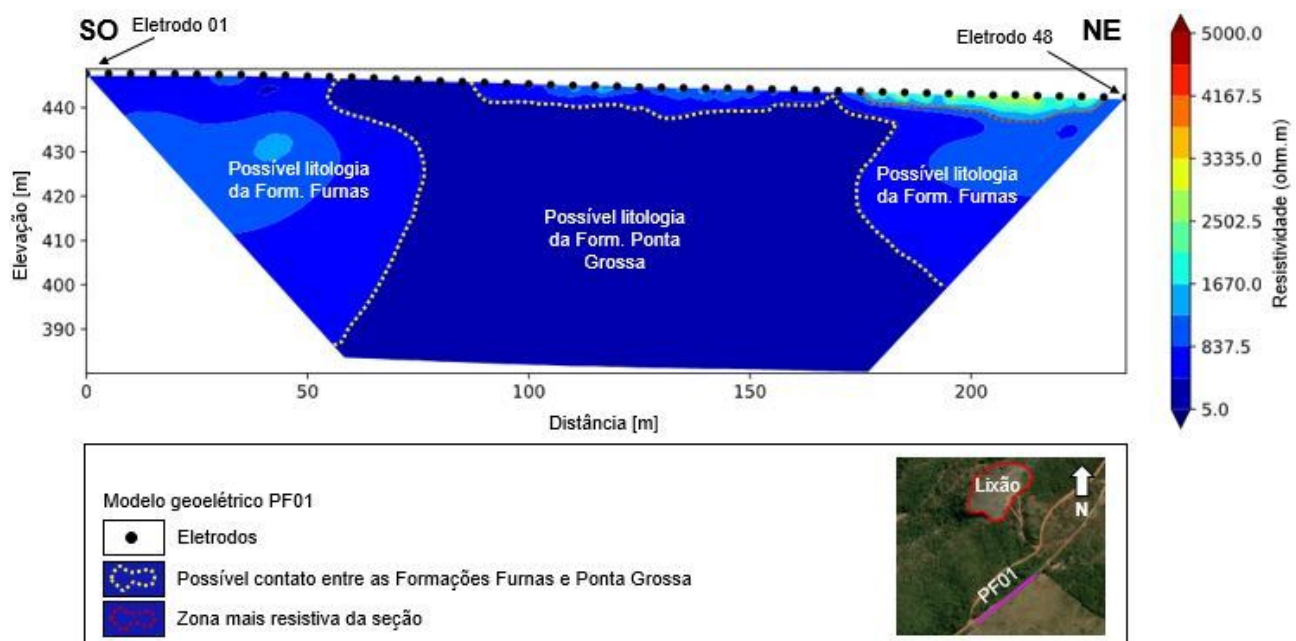 SO
Eletrodo 01
Eletrodo 48
NE
5000.0
4167.5
3335.0
2502.5
1670.0
837.5
5.0
Resistividade (ohm.m)
Elevação [m]
440
430
420
410
400
390
Possível litologia
da Form. Furnas
Possível litologia
da Form. Ponta
Grossa
Possível litologia
da Form. Furnas
0
50
100
150
200
Distância [m]
Modelo geoelétrico PF01
Eletrodos
Possível contato entre as Formações Furnas e Ponta Grossa
Zona mais resistiva da seção
Lixão
N
PF01